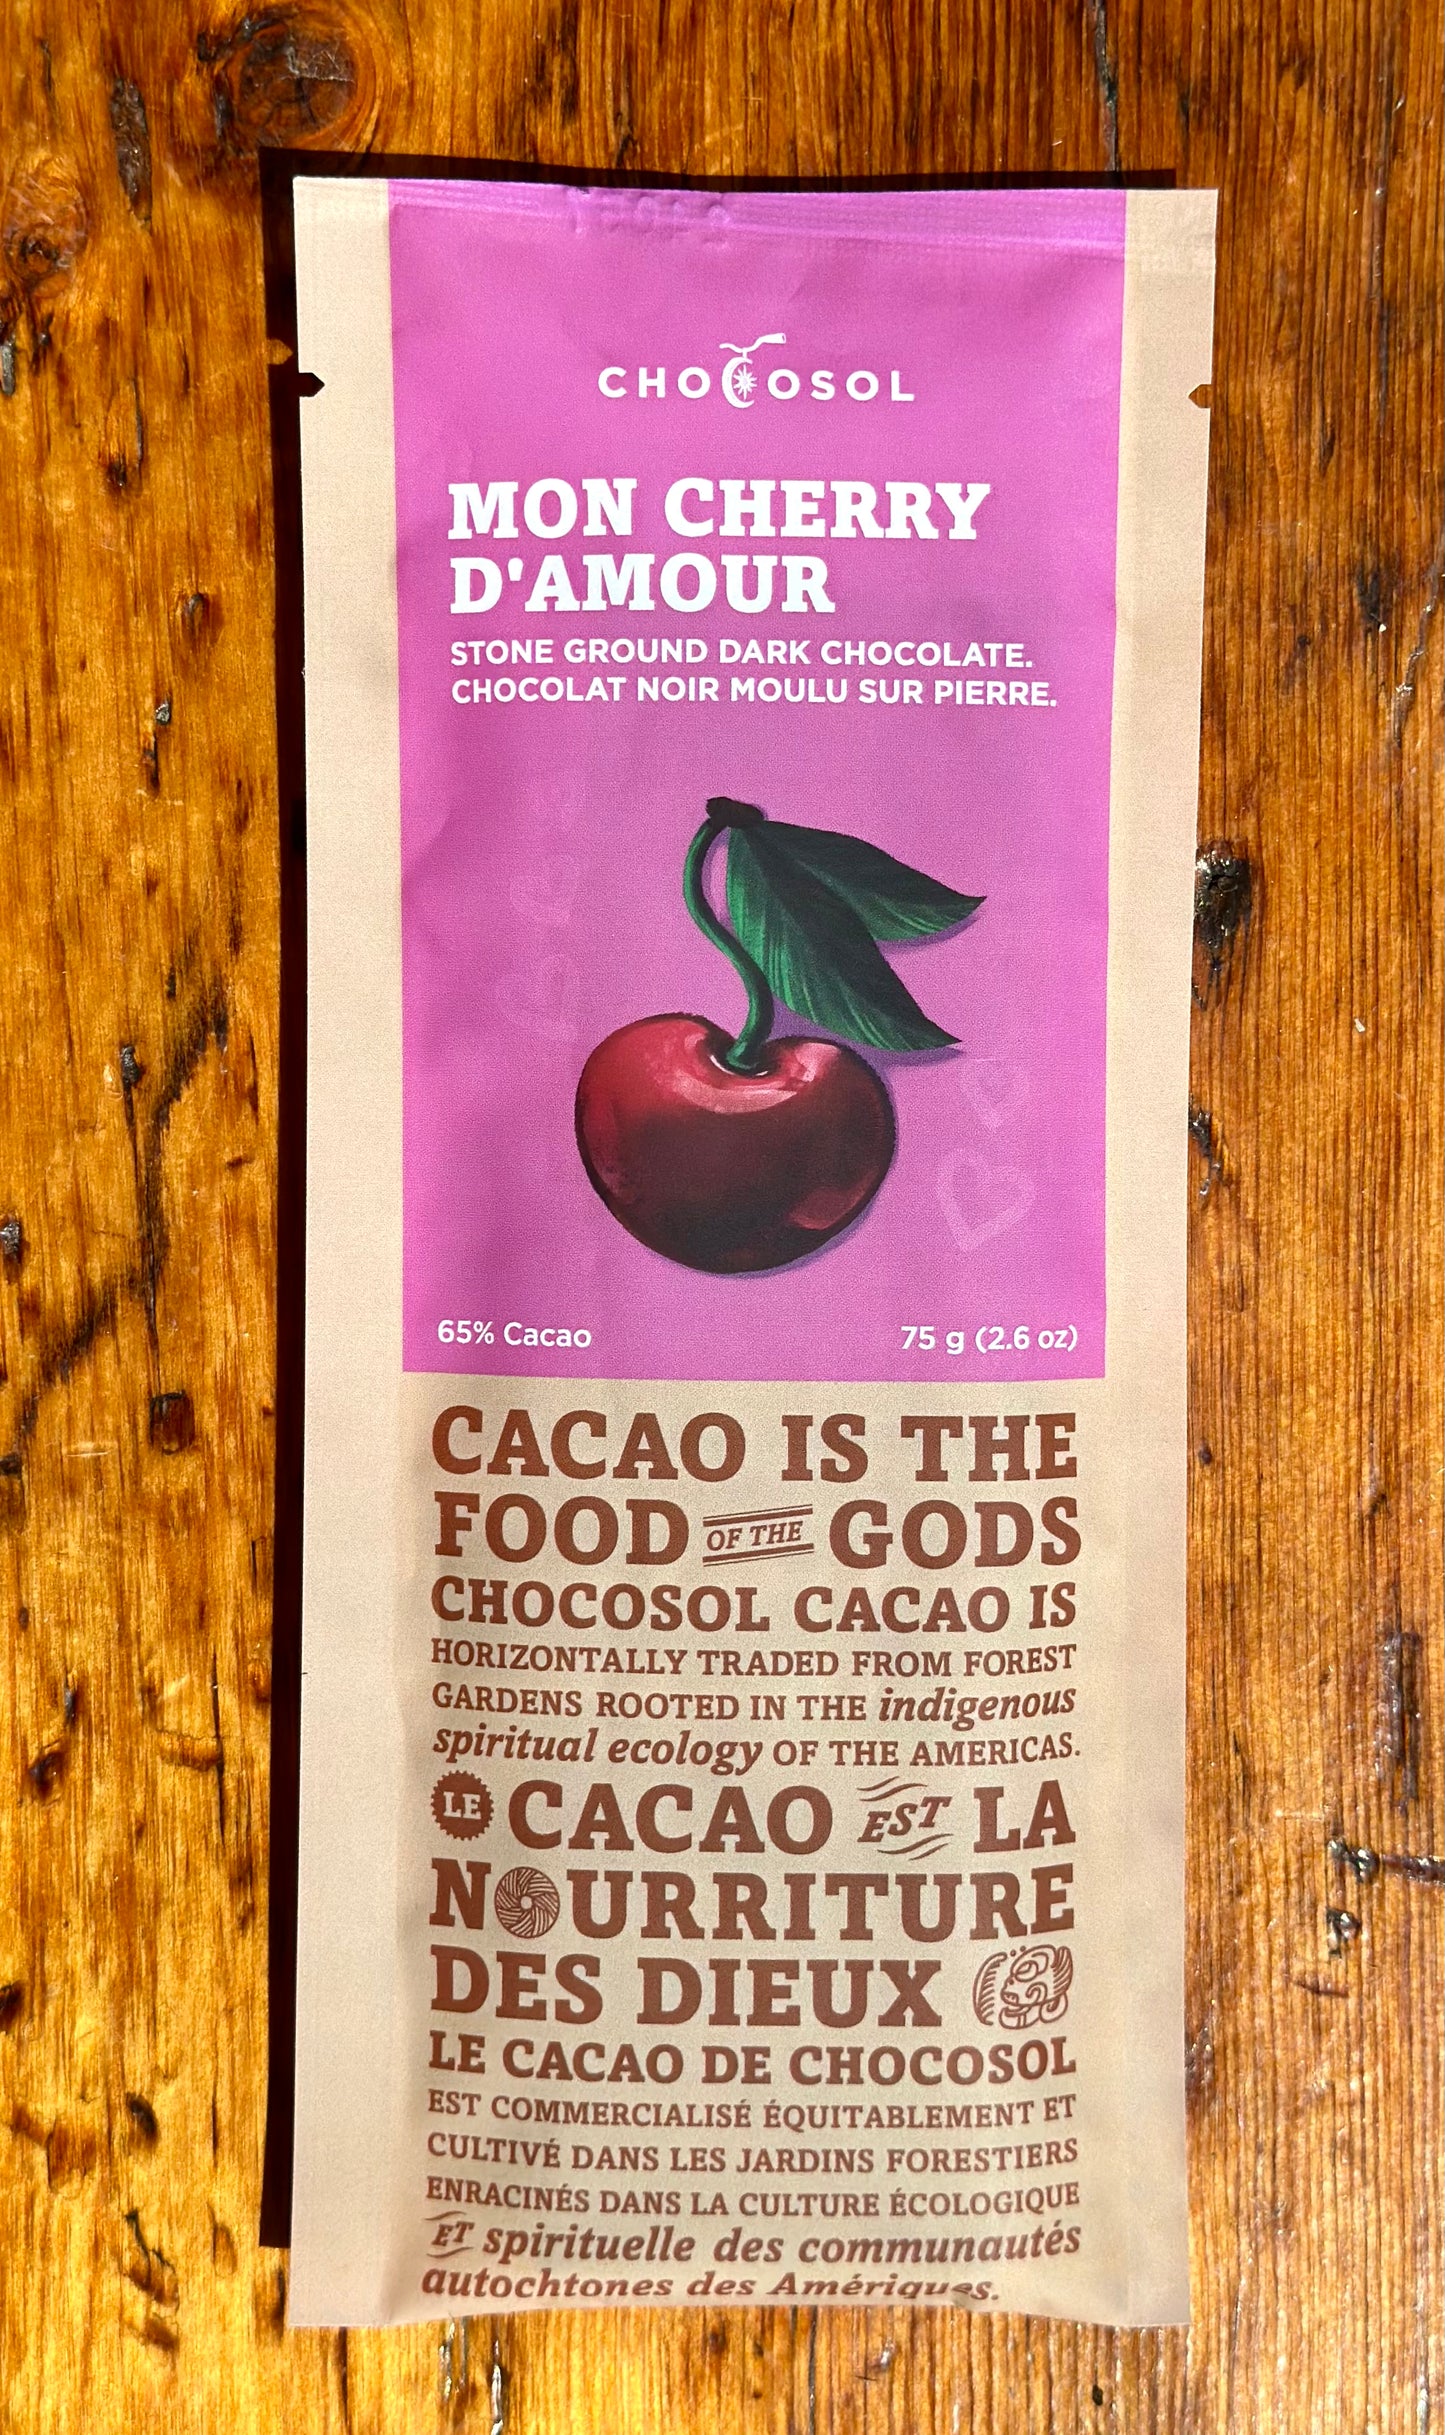 CHOCOSOL
MON CHERRY
D'AMOUR
STONE GROUND DARK CHOCOLATE.
CHOCOLAT NOIR MOULU SUR PIERRE.
65% Cacao 75 g (2.6 oz)
CACAO IS THE
FOOD OF THE GODS
CHOCOSOL CACAO IS
HORIZONTALLY TRADED FROM FOREST
GARDENS ROOTED IN THE indigenous
spiritual ecology OF THE AMERICAS.
LE CACAO EST LA
NOURRITURE
DES DIEUX
LE CACAO DE CHOCOSOL
EST COMMERCIALISÉ ÉQUITABLEMENT ET
CULTIVÉ DANS LES JARDINS FORESTIERS
ENRACINÉS DANS LA CULTURE ÉCOLOGIQUE
ET spirituelle des communautés
autochtones des Amériques.